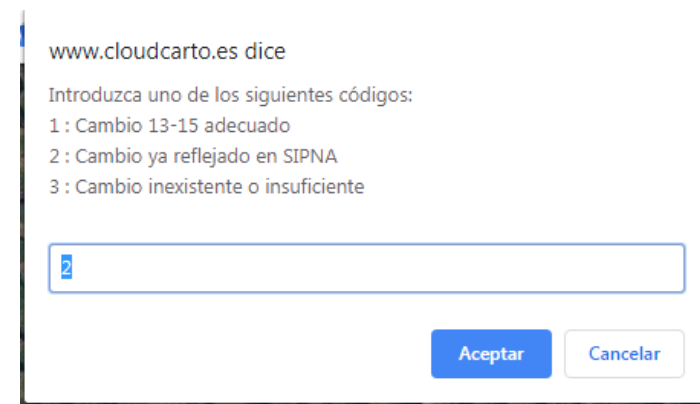 www.cloudcarto.es dice
Introduzca uno de los siguientes códigos:
1 : Cambio 13-15 adecuado
2 : Cambio ya reflejado en SIPNA
3 : Cambio inexistente o insuficiente
2
Aceptar Cancelar